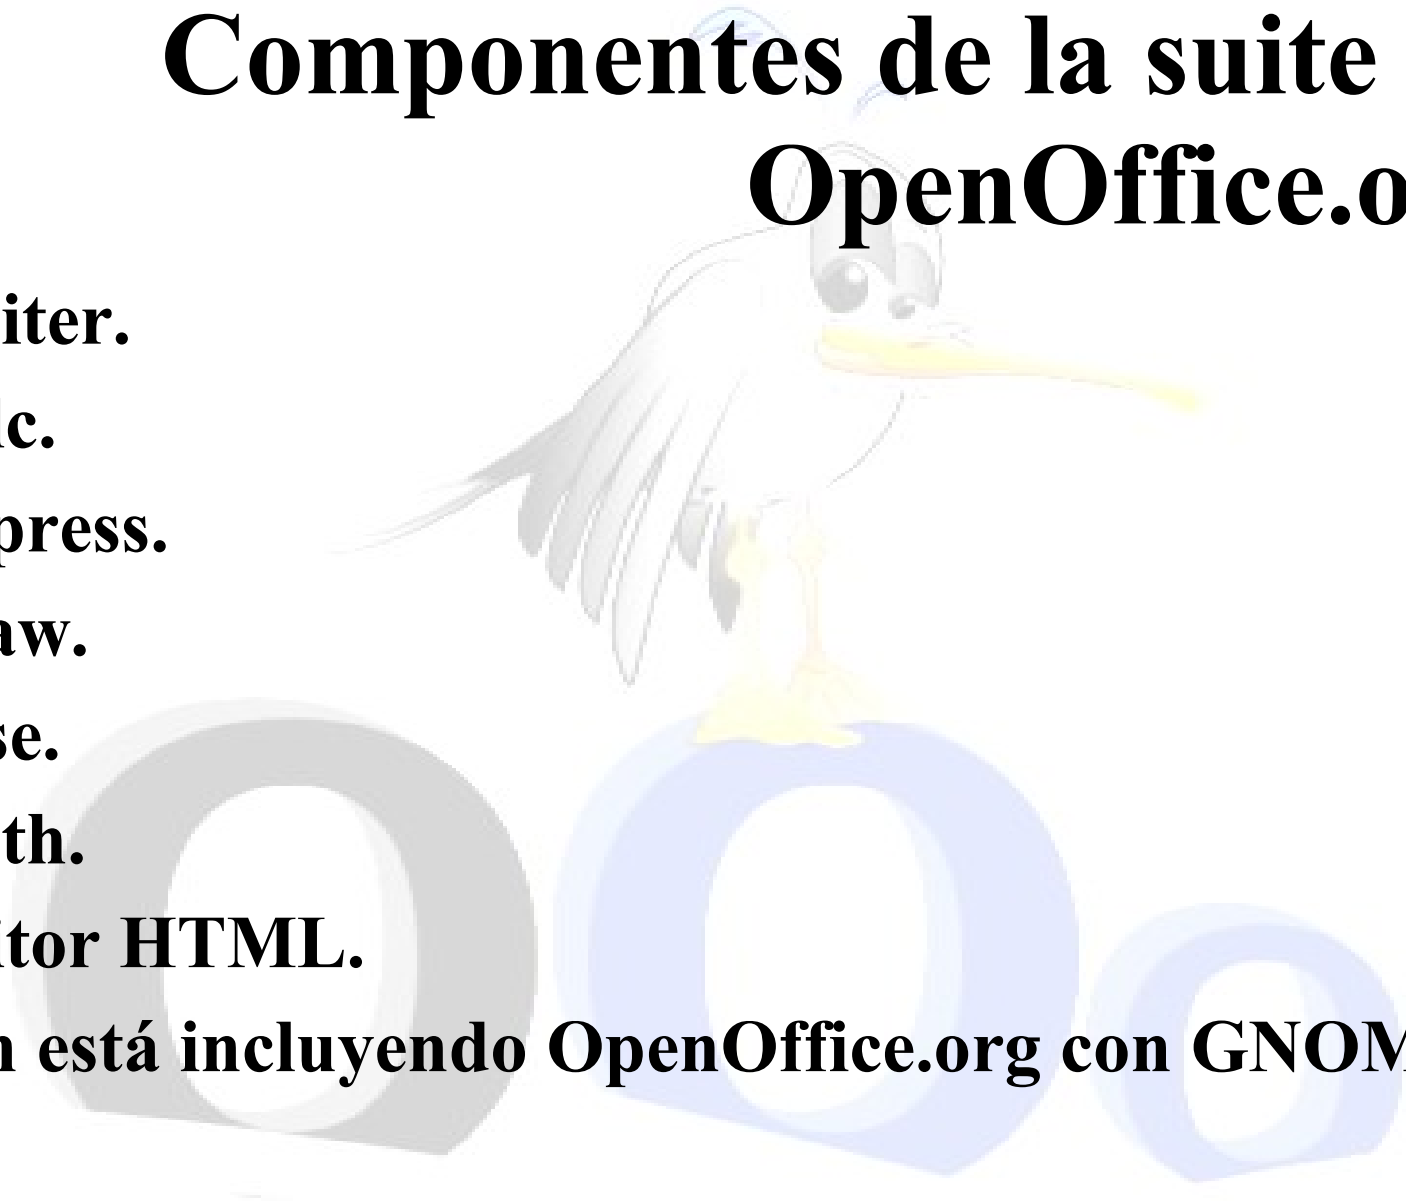 Componentes de la suite
OpenOffice.o
iter.
lc.
press.
aw.
se.
th.
itor HTML.
n está incluyendo OpenOffice.org con GNOM
OOo